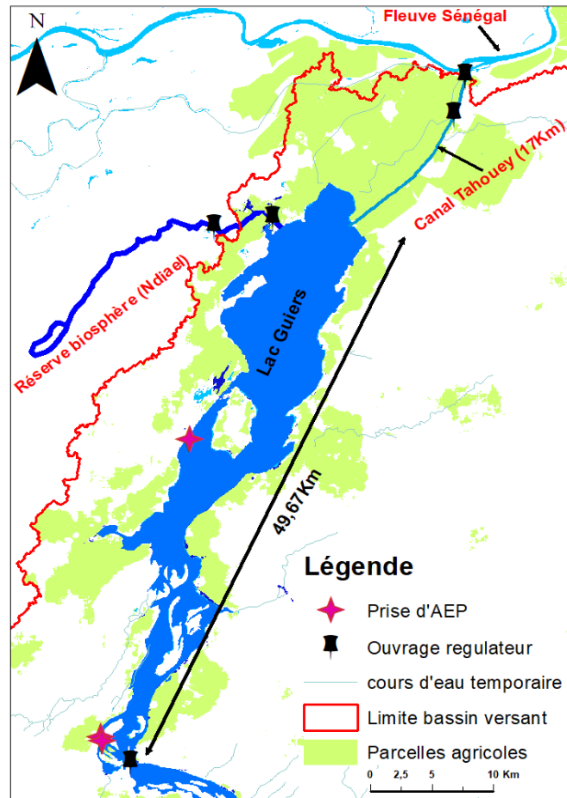 N
Fleuve Sénégal
Canal Tahouey (17Km)
Réserve biosphère (Ndiael)
Lac Guiers
49,67Km
Légende
Prise d'AEP
Ouvrage regulateur
cours d'eau temporaire
Limite bassin versant
Parcelles agricoles
0 2,5 5 10 Km